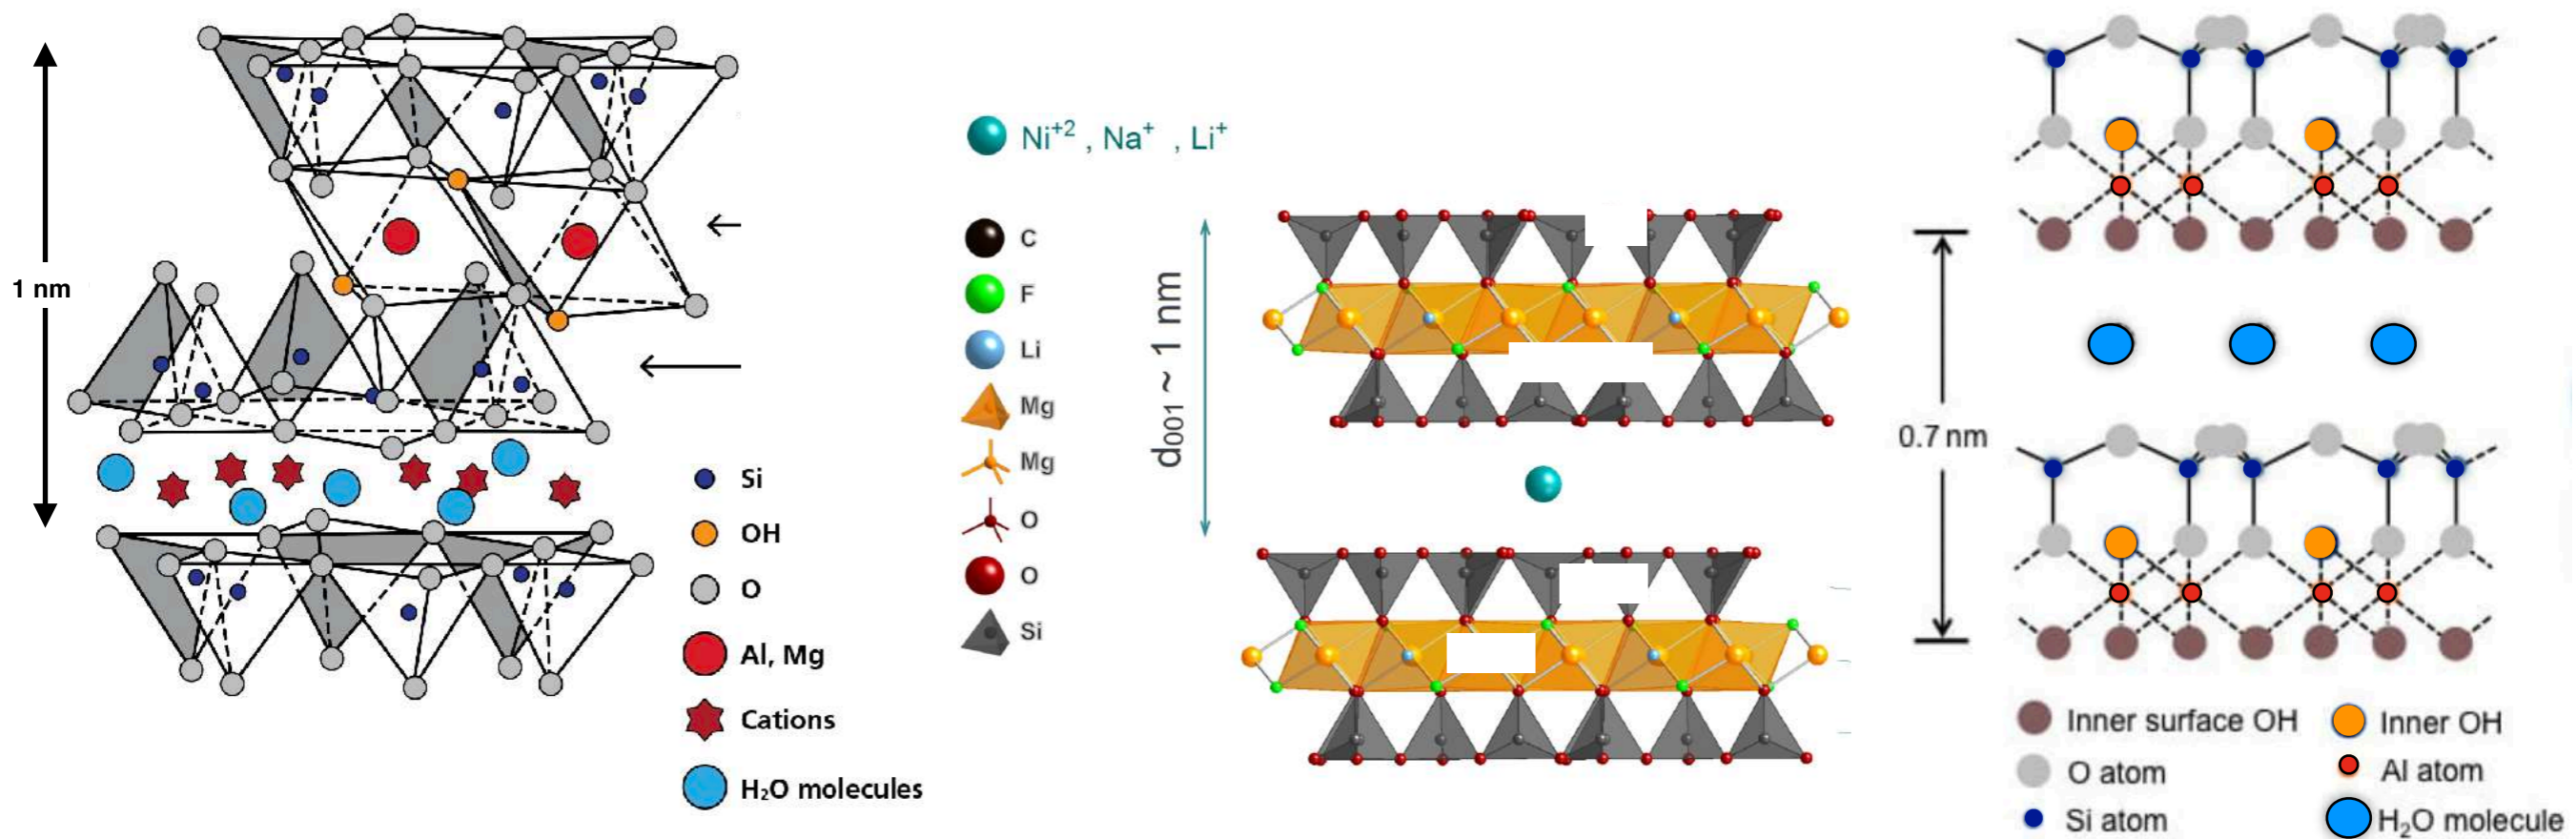 1 nm
Si
OH
O
Al, Mg
Cations
H₂O molecules
Ni⁺² , Na⁺ , Li⁺
C
F
Li
Mg
Mg
O
O
Si
d₀₀₁ ~ 1 nm
0.7 nm
Inner surface OH
Inner OH
O atom
Al atom
Si atom
H₂O molecule